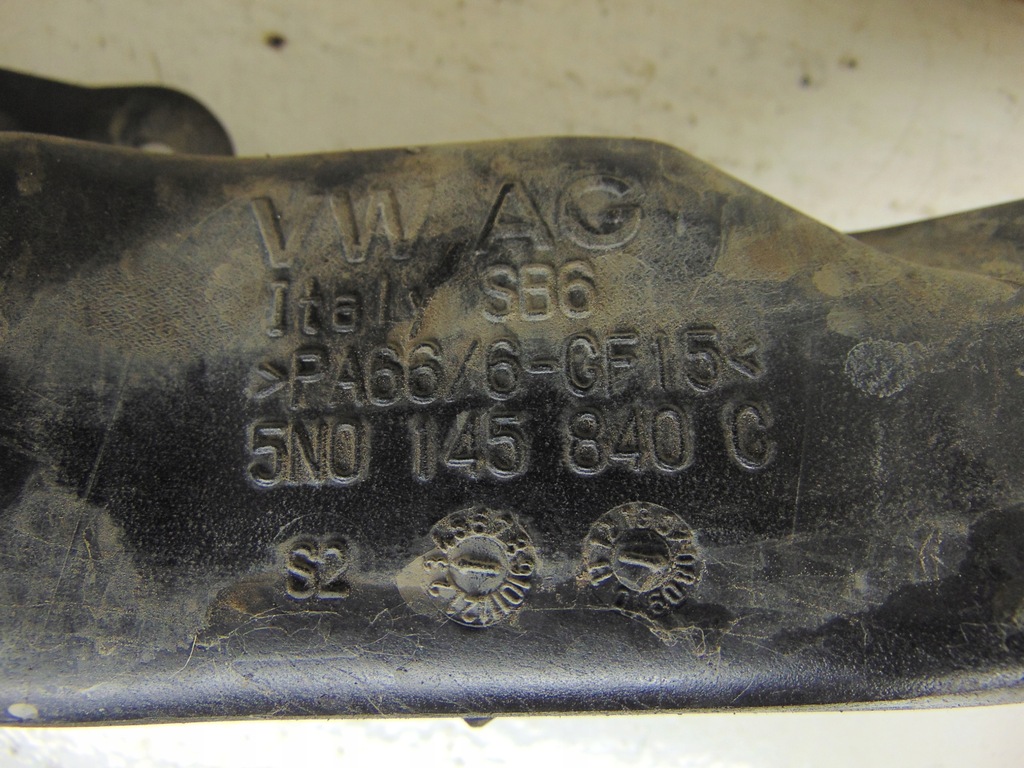 VW AG
Italy SB6
>PA66/6-GF15<
5N0 145 840 C
S2